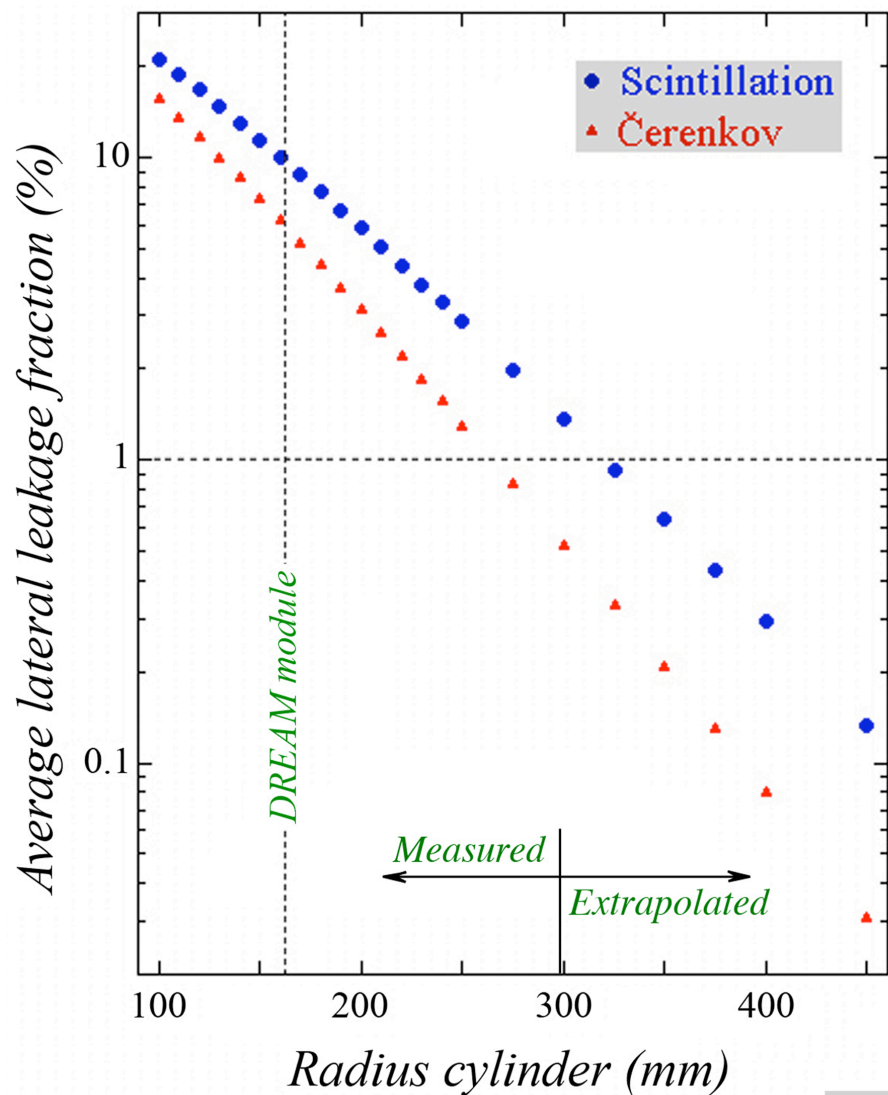 Scintillation
Čerenkov
Average lateral leakage fraction (%)
10
1
0.1
DREAM module
Measured
Extrapolated
100
200
300
400
Radius cylinder (mm)